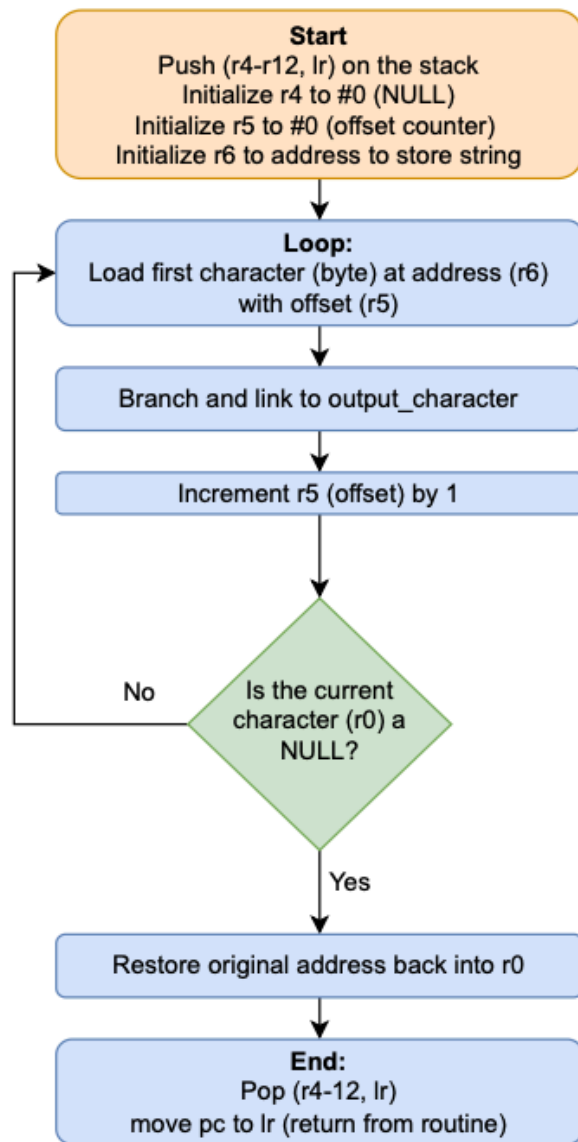 Start
Push (r4-r12, lr) on the stack
Initialize r4 to #0 (NULL)
Initialize r5 to #0 (offset counter)
Initialize r6 to address to store string
Loop:
Load first character (byte) at address (r6)
with offset (r5)
Branch and link to output_character
Increment r5 (offset) by 1
No
Is the current
character (r0) a
NULL?
Yes
Restore original address back into r0
End:
Pop (r4-12, lr)
move pc to lr (return from routine)